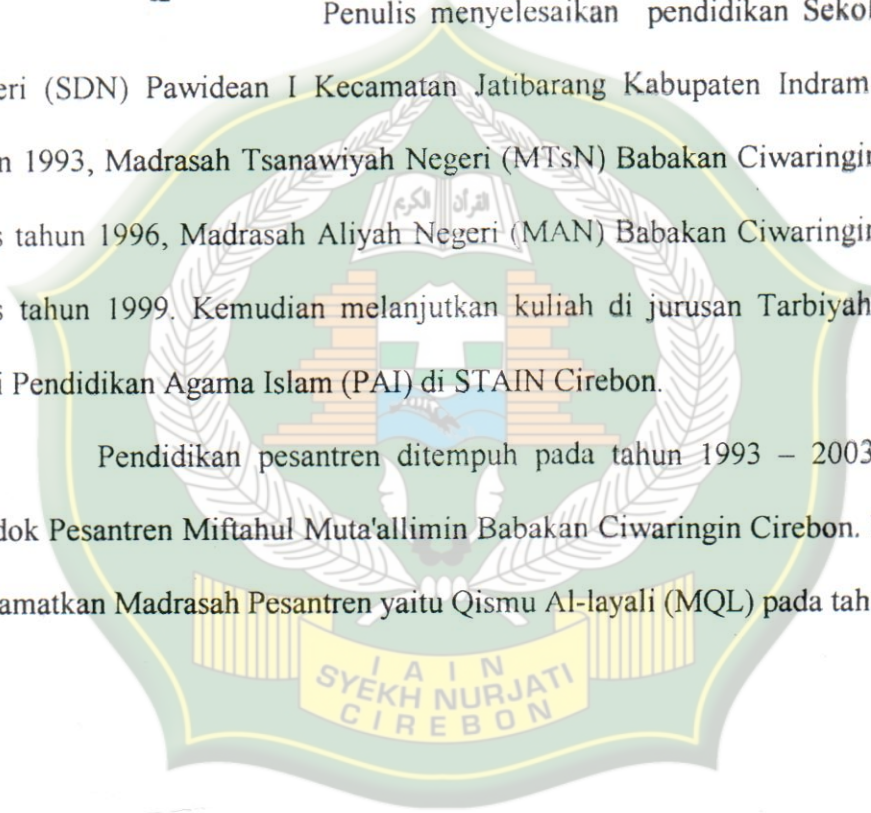 Penulis menyelesaikan pendidikan Sekol
eri (SDN) Pawidean I Kecamatan Jatibarang Kabupaten Indram
n 1993, Madrasah Tsanawiyah Negeri (MTsN) Babakan Ciwaringin
s tahun 1996, Madrasah Aliyah Negeri (MAN) Babakan Ciwaringin
s tahun 1999. Kemudian melanjutkan kuliah di jurusan Tarbiyah
i Pendidikan Agama Islam (PAI) di STAIN Cirebon.
Pendidikan pesantren ditempuh pada tahun 1993 – 2003
dok Pesantren Miftahul Muta'allimin Babakan Ciwaringin Cirebon.
amatkan Madrasah Pesantren yaitu Qismu Al-layali (MQL) pada tah
القرآن الكريم
IAIN
SYEKH NURJATI
CIREBON